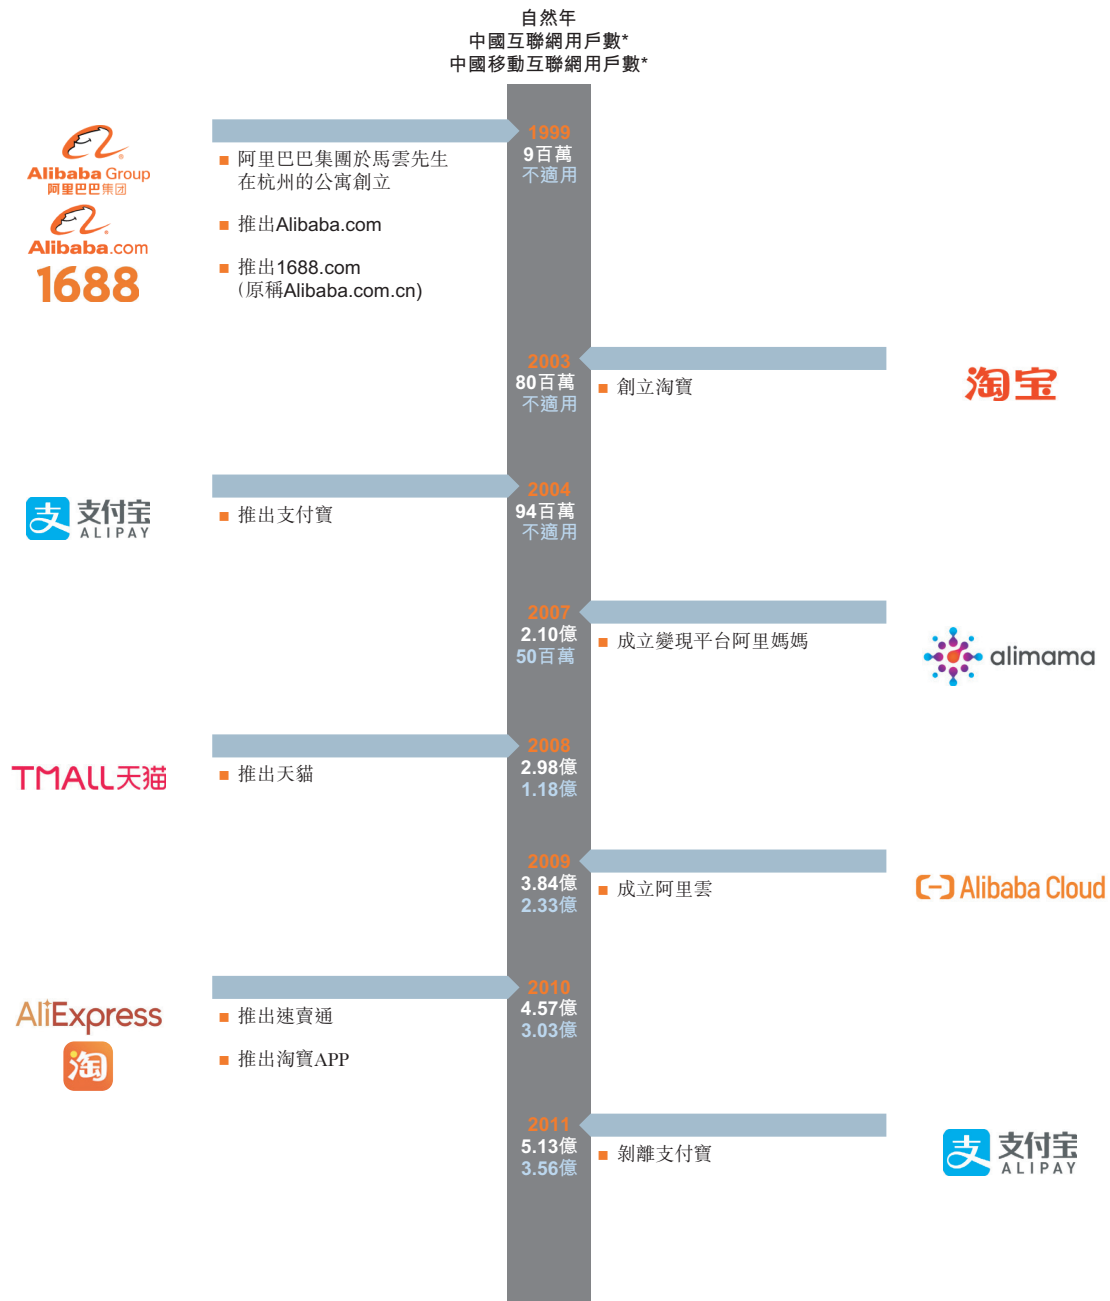 自然年
中國互聯網用戶數*
中國移動互聯網用戶數*
Alibaba Group
阿里巴巴集团
Alibaba.com
1688
阿里巴巴集團於馬雲先生
在杭州的公寓創立
推出Alibaba.com
推出1688.com
(原稱Alibaba.com.cn)
1999
9百萬
不適用
2003
80百萬
不適用
創立淘寶
淘宝
支 支付宝
ALIPAY
推出支付寶
2004
94百萬
不適用
2007
2.10億
50百萬
成立變現平台阿里媽媽
alimama
TMALL天猫
推出天貓
2008
2.98億
1.18億
2009
3.84億
2.33億
成立阿里雲
Alibaba Cloud
AliExpress
淘
推出速賣通
推出淘寶APP
2010
4.57億
3.03億
2011
5.13億
3.56億
剝離支付寶
支 支付宝
ALIPAY